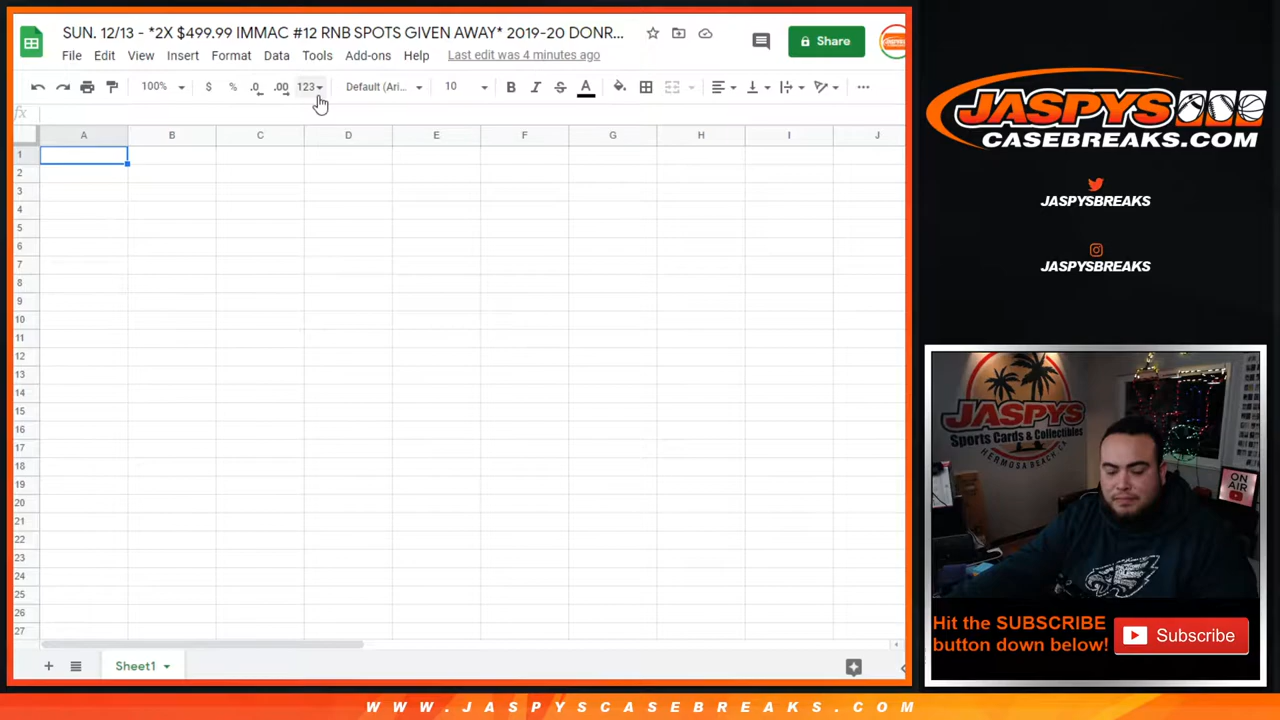 SUN. 12/13 - *2X $499.99 IMMAC #12 RNB SPOTS GIVEN AWAY* 2019-20 DONR...
Share
File Edit View Insert Format Data Tools Add-ons Help Last edit was 4 minutes ago
100% $ % .0 .00 123 Default (Ari... 10 B I S A
fx
A B C D E F G H I J
1
2
3
4
5
6
7
8
9
10
11
12
13
14
15
16
17
18
19
20
21
22
23
24
25
26
27
Sheet1
JASPYS
CASEBREAKS.COM
JASPYSBREAKS
JASPYSBREAKS
JASPYS
Sports Cards & Collectibles
HERMOSA BEACH, CA
ON AIR
Hit the SUBSCRIBE
button down below!
Subscribe
WWW.JASPYSCASEBREAKS.COM